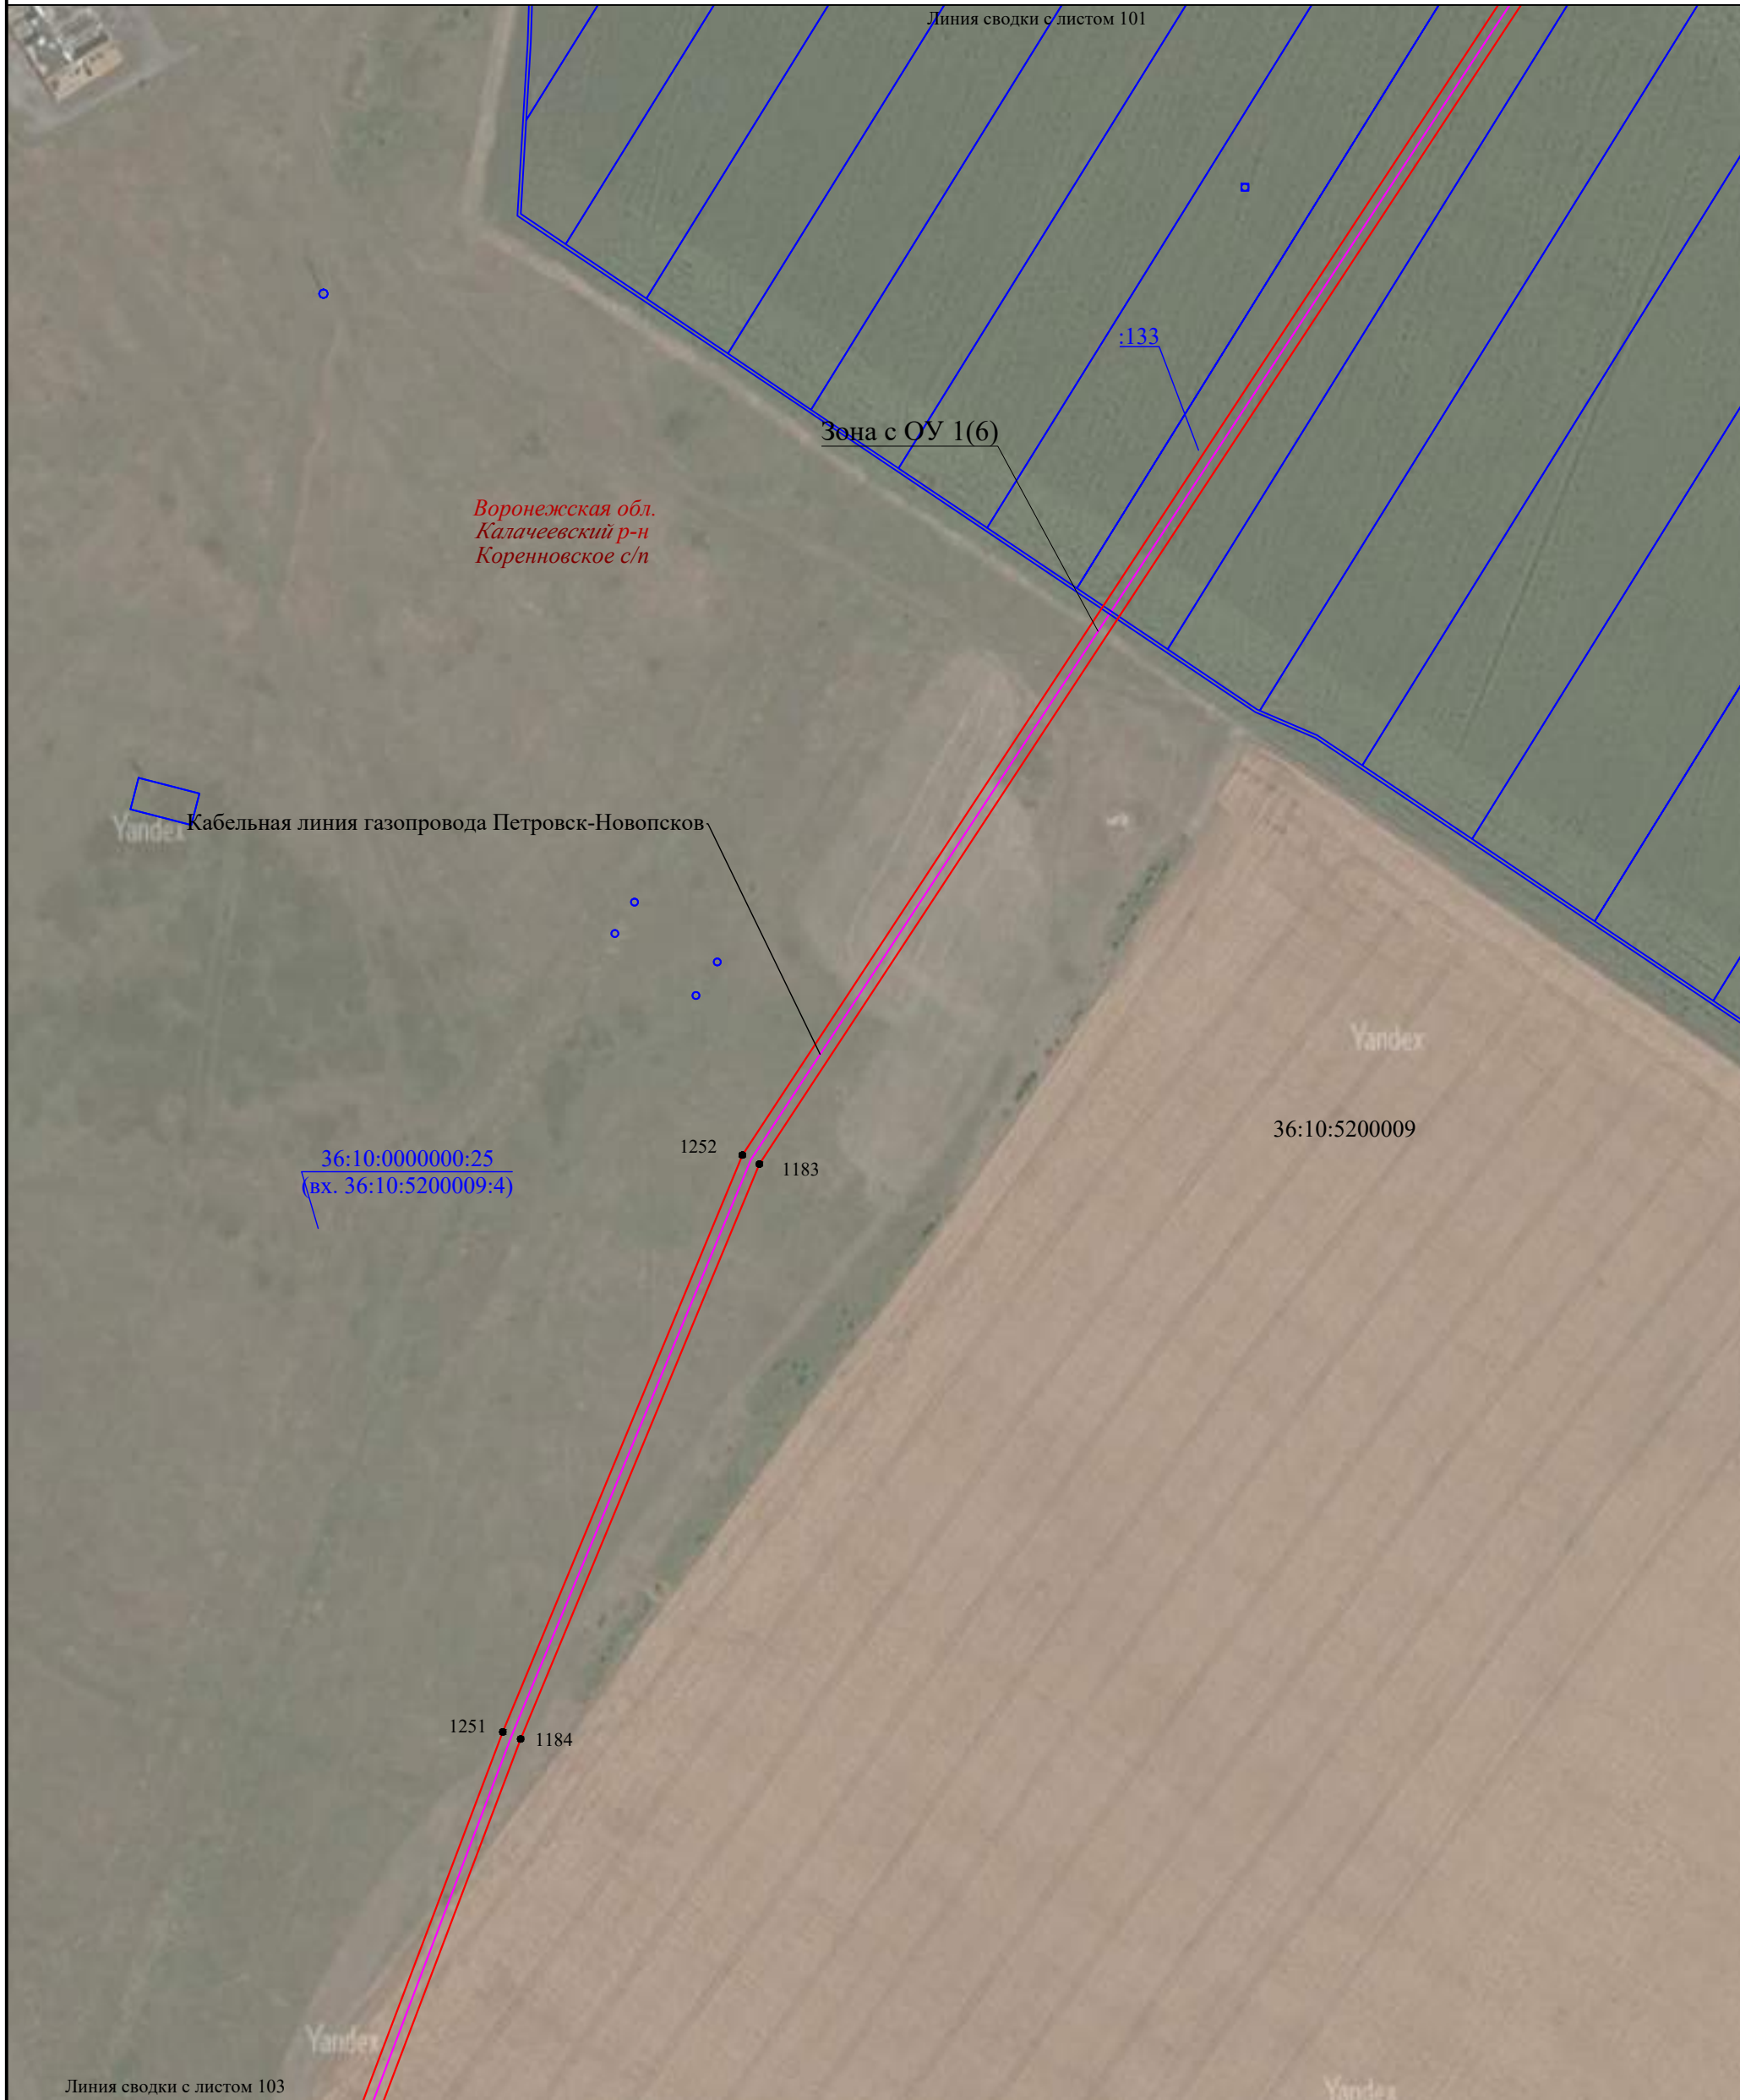 Линия сводки с листом 101
:133
Зона с ОУ 1(6)
Воронежская обл.
Калачеевский р-н
Коренновское с/п
Yandex
Кабельная линия газопровода Петровск-Новопсков
Yandex
36:10:5200009
1252
1183
36:10:0000000:25
(вх. 36:10:5200009:4)
1251
1184
Yandex
Линия сводки с листом 103
Yandex